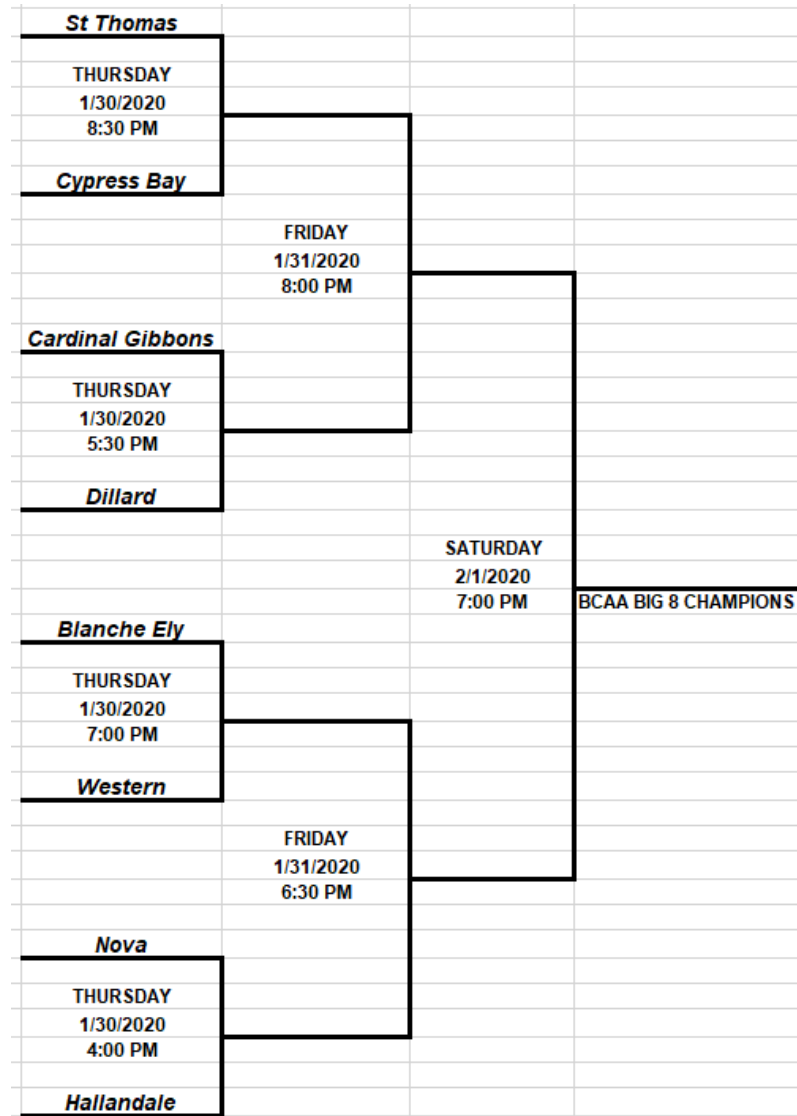 St Thomas
THURSDAY
1/30/2020
8:30 PM
Cypress Bay
FRIDAY
1/31/2020
8:00 PM
Cardinal Gibbons
THURSDAY
1/30/2020
5:30 PM
Dillard
SATURDAY
2/1/2020
7:00 PM
BCAA BIG 8 CHAMPIONS
Blanche Ely
THURSDAY
1/30/2020
7:00 PM
Western
FRIDAY
1/31/2020
6:30 PM
Nova
THURSDAY
1/30/2020
4:00 PM
Hallandale